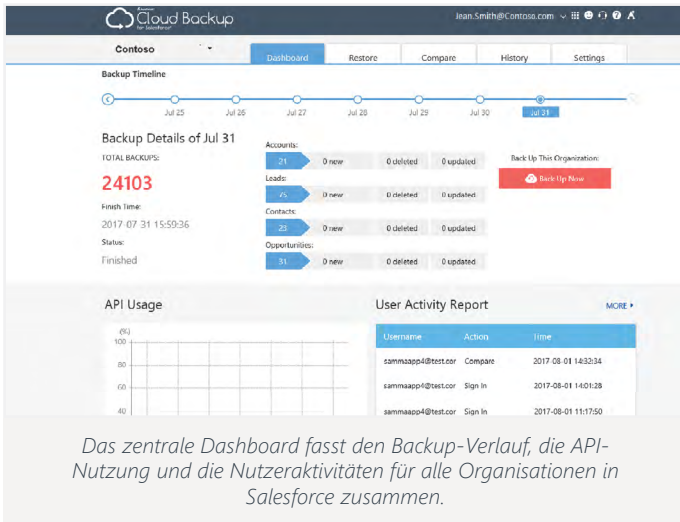 Cloud Backup
for Salesforce
Jean.Smith@Contoso.com
Contoso
Dashboard
Restore
Compare
History
Settings
Backup Timeline
Jul 25
Jul 26
Jul 27
Jul 28
Jul 29
Jul 30
Jul 31
Backup Details of Jul 31
TOTAL BACKUPS:
24103
Finish Time:
2017-07-31 15:59:36
Status:
Finished
Accounts:
21 0 new 0 deleted 0 updated
Leads:
75 0 new 0 deleted 0 updated
Contacts:
23 0 new 0 deleted 0 updated
Opportunities:
31 0 new 0 deleted 0 updated
Back Up This Organization:
Back Up Now
API Usage
(%)
100
80
60
40
User Activity Report
MORE
Username Action Time
sammaapp4@test.cor Compare 2017-08-01 14:32:34
sammaapp4@test.cor Sign In 2017-08-01 14:01:28
sammaapp4@test.cor Sign In 2017-08-01 11:17:50
Das zentrale Dashboard fasst den Backup-Verlauf, die API-
Nutzung und die Nutzeraktivitäten für alle Organisationen in
Salesforce zusammen.